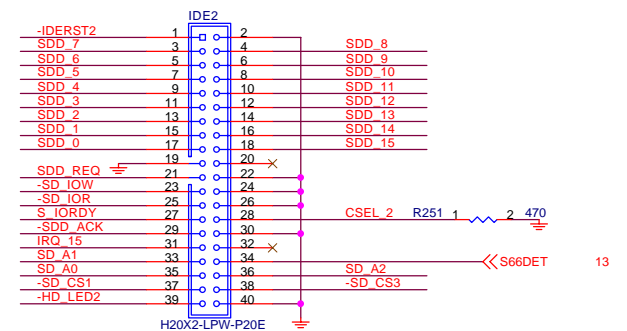 IDE2
-IDERST2 1 2
SDD_7 3 4 SDD_8
SDD_6 5 6 SDD_9
SDD_5 7 8 SDD_10
SDD_4 9 10 SDD_11
SDD_3 11 12 SDD_12
SDD_2 13 14 SDD_13
SDD_1 15 16 SDD_14
SDD_0 17 18 SDD_15
19 20
SDD_REQ 21 22
-SD_IOW 23 24
-SD_IOR 25 26
S_IORDY 27 28 CSEL_2 R251 1 2 470
-SDD_ACK 29 30
IRQ_15 31 32
SD_A1 33 34 S66DET 13
SD_A0 35 36 SD_A2
-SD_CS1 37 38 -SD_CS3
-HD_LED2 39 40
H20X2-LPW-P20E